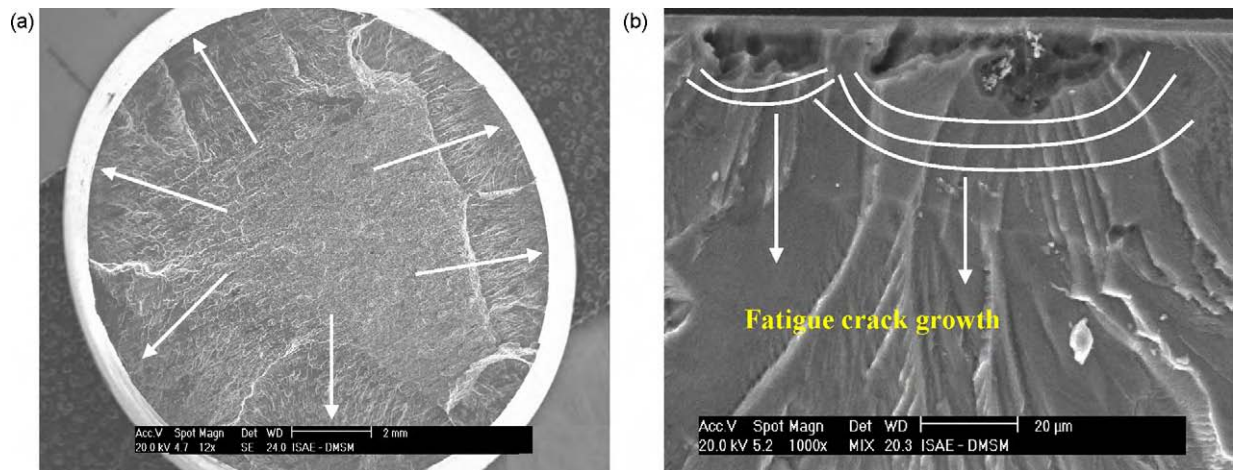 (a)
Acc.V Spot Magn Det WD 2 mm
20.0 kV 4.7 12x SE 24.0 ISAE - DMSM
(b)
Fatigue crack growth
Acc.V Spot Magn Det WD 20 µm
20.0 kV 5.2 1000x MIX 20.3 ISAE - DMSM